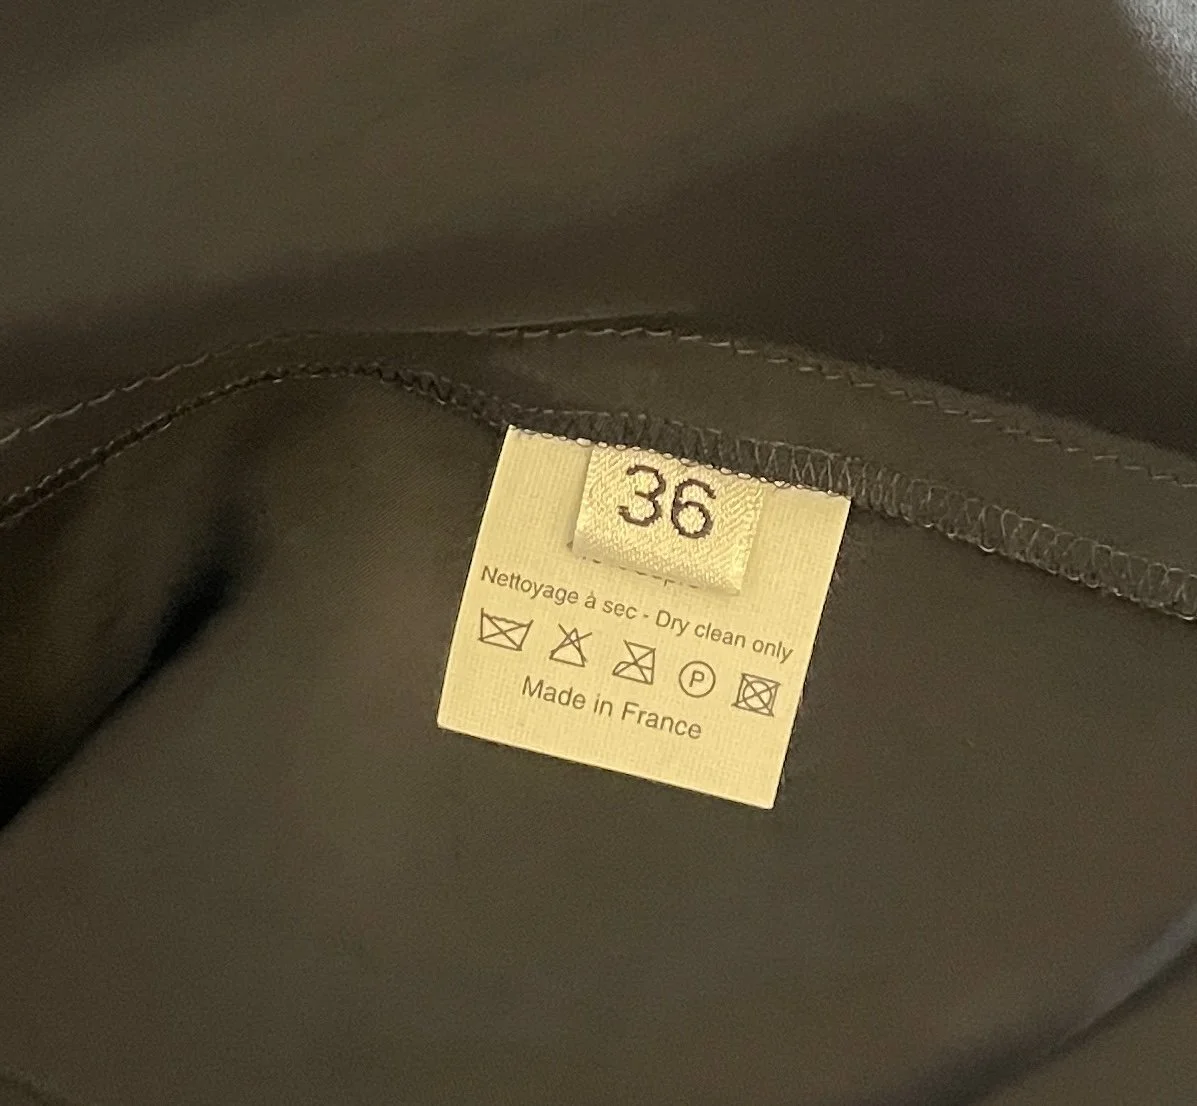 36
Nettoyage à sec - Dry clean only
P
Made in France